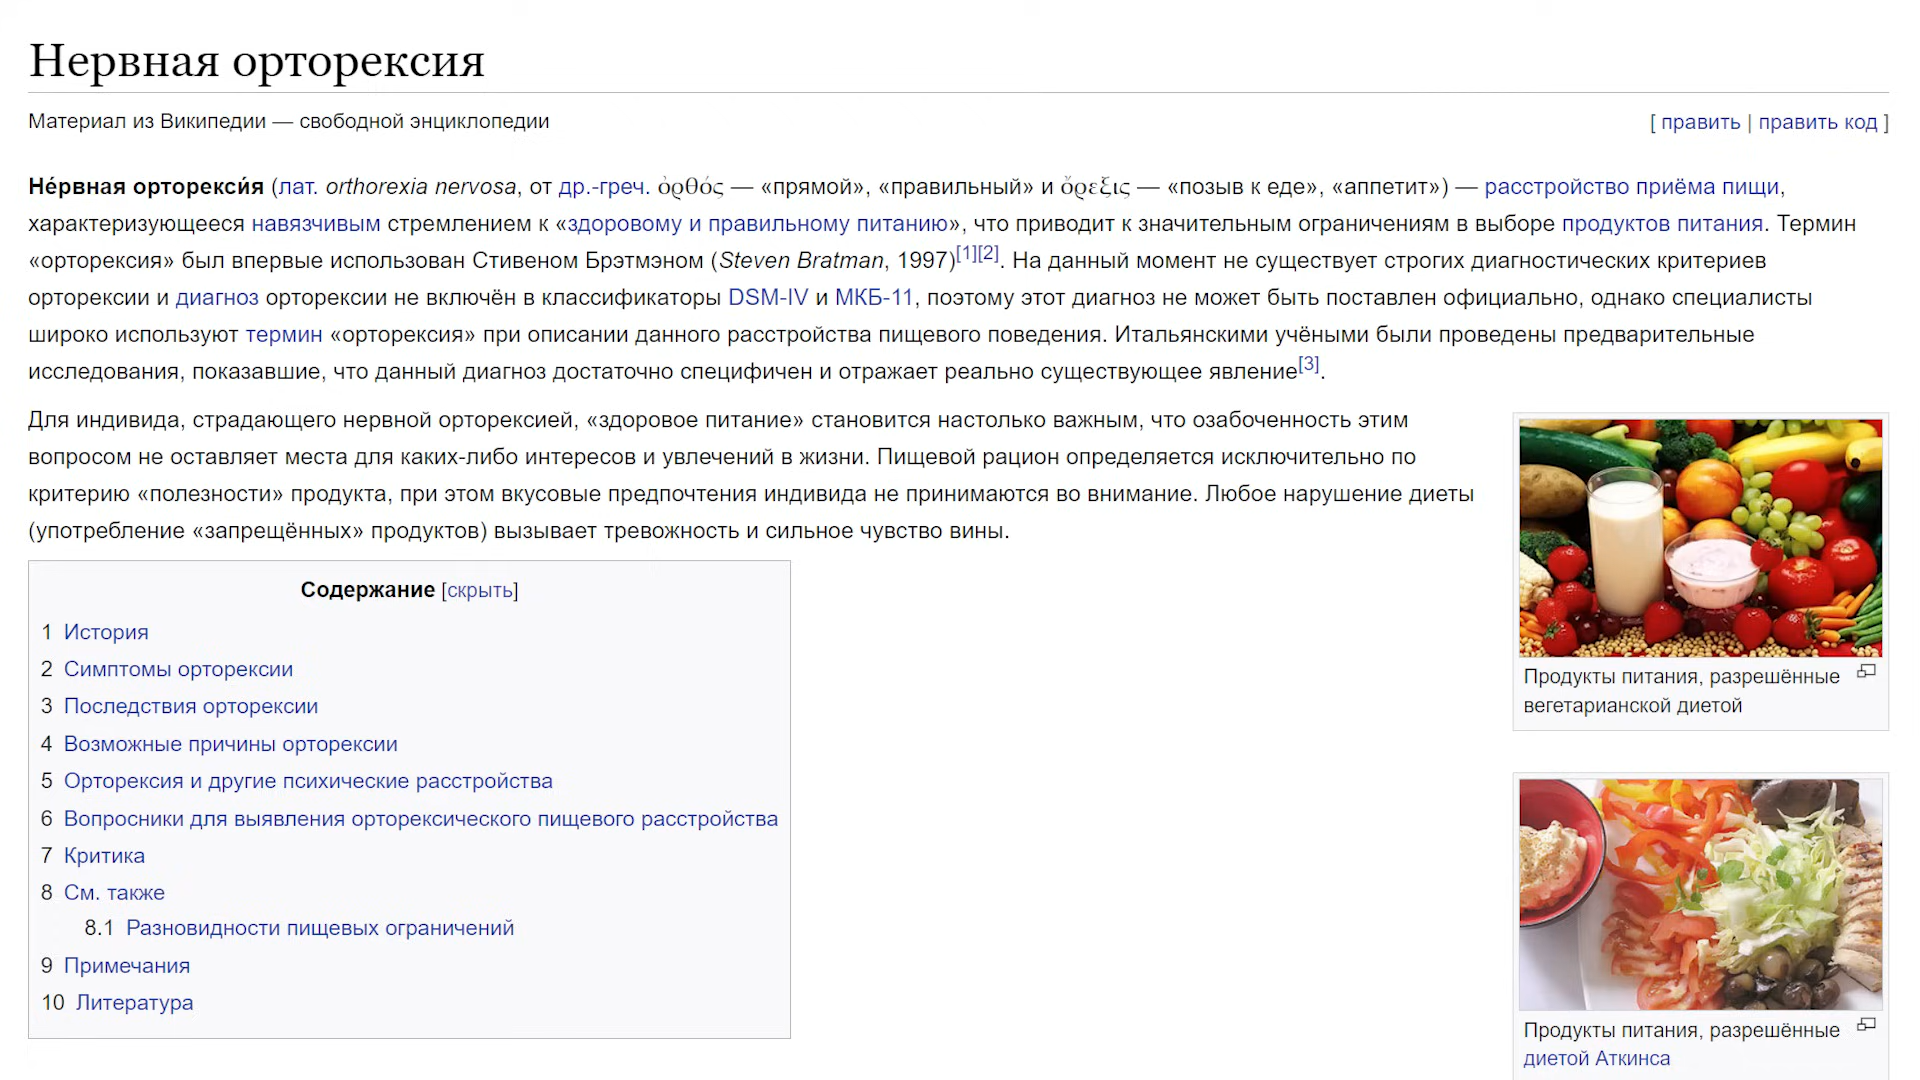 Нервная орторексия
Материал из Википедии — свободной энциклопедии
[ править | править код ]
Не́рвная орторекси́я (лат. orthorexia nervosa, от др.-греч. ὀρθός — «прямой», «правильный» и ὄρεξις — «позыв к еде», «аппетит») — расстройство приёма пищи,
характеризующееся навязчивым стремлением к «здоровому и правильному питанию», что приводит к значительным ограничениям в выборе продуктов питания. Термин
«орторексия» был впервые использован Стивеном Брэтмэном (Steven Bratman, 1997)[1][2]. На данный момент не существует строгих диагностических критериев
орторексии и диагноз орторексии не включён в классификаторы DSM-IV и МКБ-11, поэтому этот диагноз не может быть поставлен официально, однако специалисты
широко используют термин «орторексия» при описании данного расстройства пищевого поведения. Итальянскими учёными были проведены предварительные
исследования, показавшие, что данный диагноз достаточно специфичен и отражает реально существующее явление[3].
Для индивида, страдающего нервной орторексией, «здоровое питание» становится настолько важным, что озабоченность этим
вопросом не оставляет места для каких-либо интересов и увлечений в жизни. Пищевой рацион определяется исключительно по
критерию «полезности» продукта, при этом вкусовые предпочтения индивида не принимаются во внимание. Любое нарушение диеты
(употребление «запрещённых» продуктов) вызывает тревожность и сильное чувство вины.
Содержание [скрыть]
1 История
2 Симптомы орторексии
3 Последствия орторексии
4 Возможные причины орторексии
5 Орторексия и другие психические расстройства
6 Вопросники для выявления орторексического пищевого расстройства
7 Критика
8 См. также
8.1 Разновидности пищевых ограничений
9 Примечания
10 Литература
Продукты питания, разрешённые
вегетарианской диетой
Продукты питания, разрешённые
диетой Аткинса